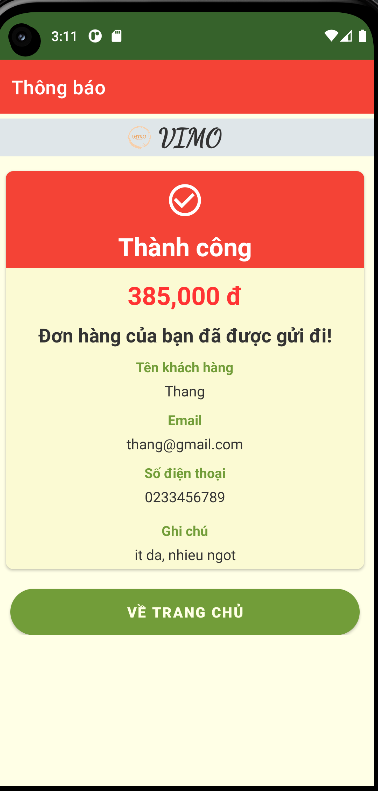 3:11
Thông báo
VIMO
Thành công
385,000 đ
Đơn hàng của bạn đã được gửi đi!
Tên khách hàng
Thang
Email
thang@gmail.com
Số điện thoại
0233456789
Ghi chú
it da, nhieu ngot
VỀ TRANG CHỦ